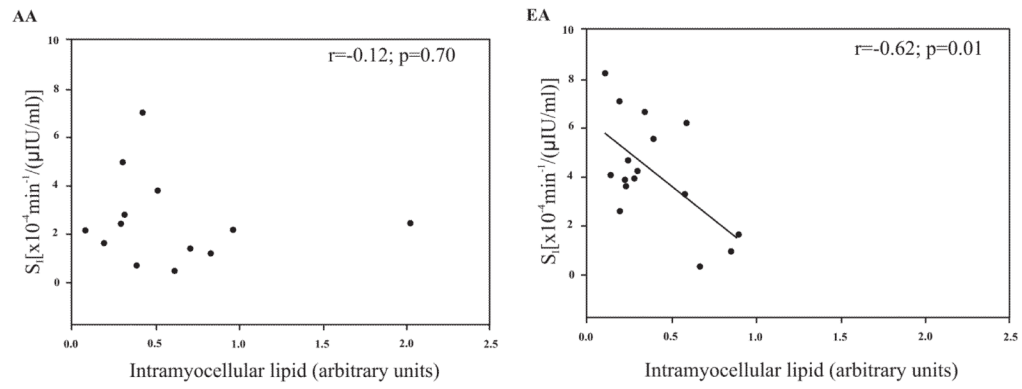 AA
r=-0.12; p=0.70
S_I[x10⁻⁴min⁻¹/(μIU/ml)]
10
8
6
4
2
0
0.0 0.5 1.0 1.5 2.0 2.5
Intramyocellular lipid (arbitrary units)
EA
r=-0.62; p=0.01
S_I[x10⁻⁴min⁻¹/(μIU/ml)]
10
8
6
4
2
0
0.0 0.5 1.0 1.5 2.0 2.5
Intramyocellular lipid (arbitrary units)